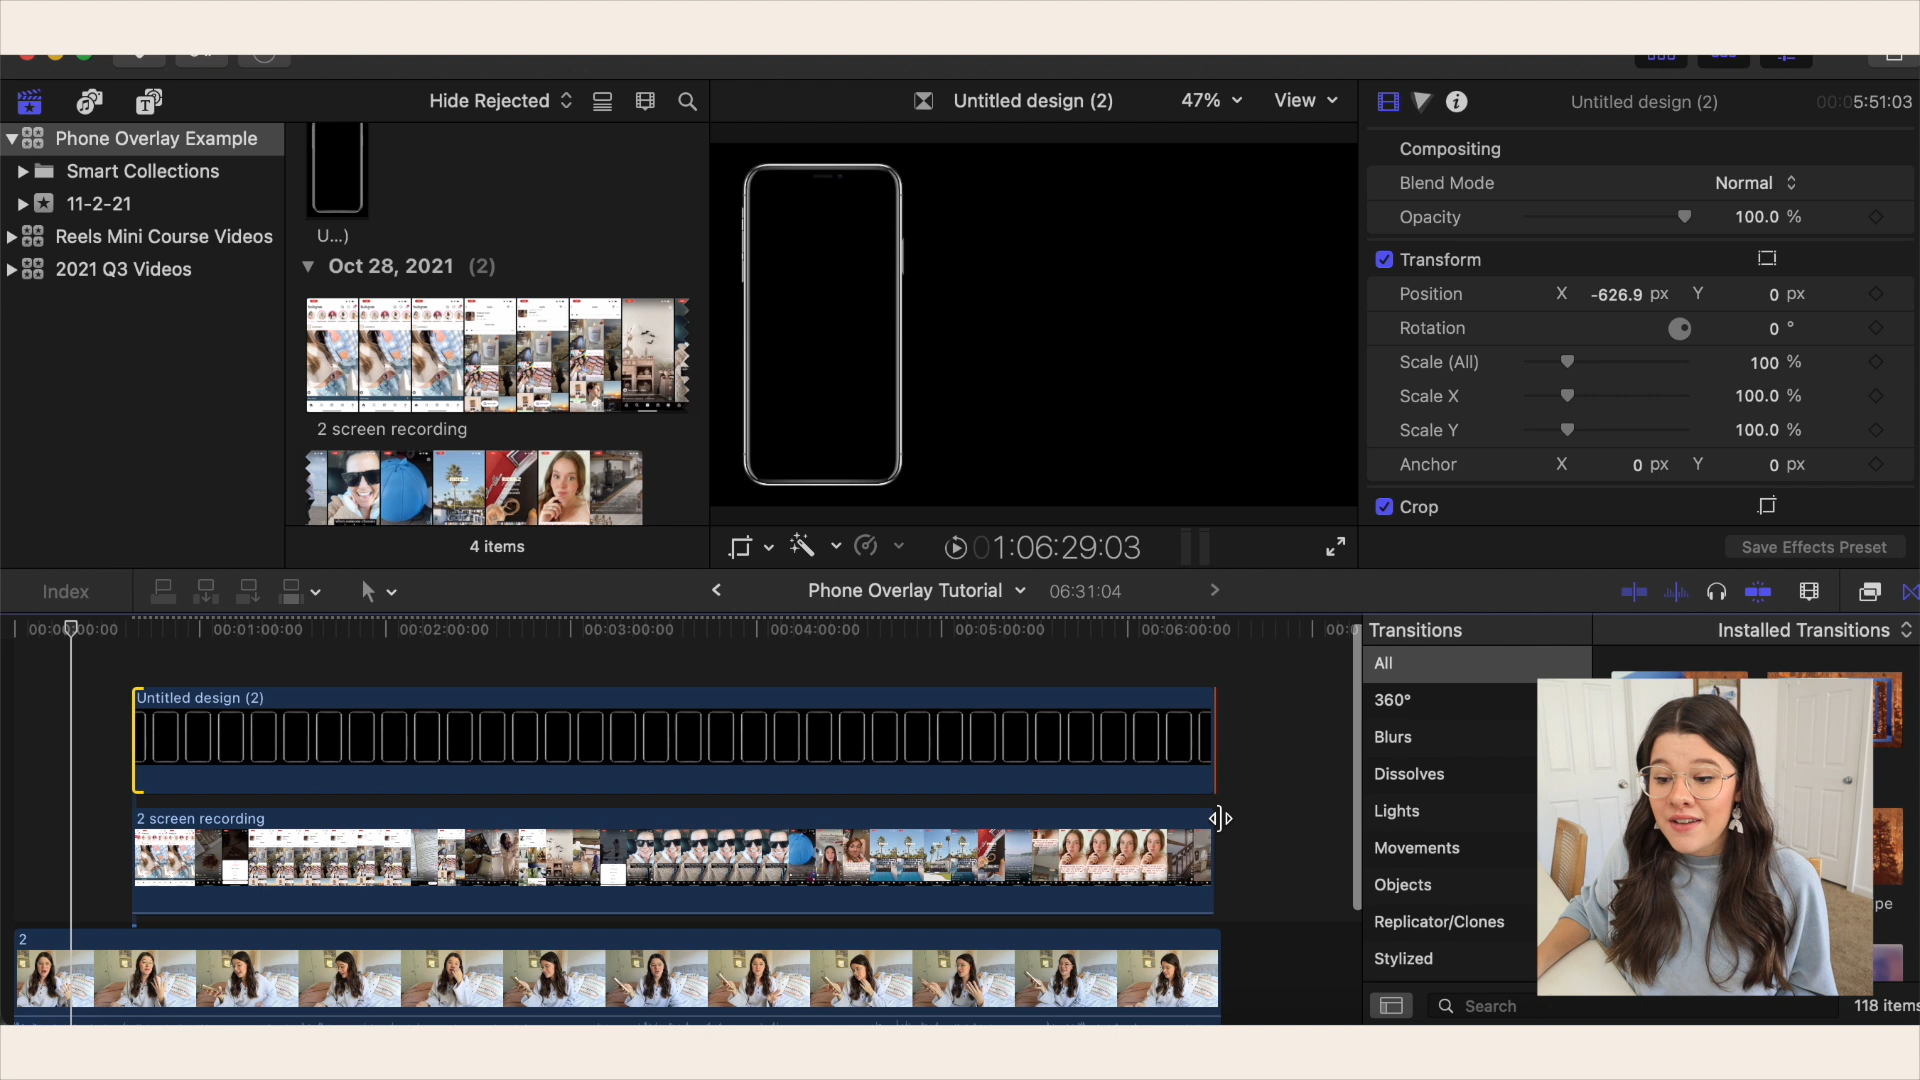 Hide Rejected
Untitled design (2)
47%
View
Untitled design (2)
00:05:51:03
Phone Overlay Example
Smart Collections
11-2-21
Reels Mini Course Videos
2021 Q3 Videos
U...)
Oct 28, 2021 (2)
2 screen recording
4 items
Compositing
Blend Mode
Normal
Opacity
100.0 %
Transform
Position
X -626.9 px Y 0 px
Rotation
0 °
Scale (All)
100 %
Scale X
100.0 %
Scale Y
100.0 %
Anchor
X 0 px Y 0 px
Crop
01:06:29:03
Save Effects Preset
Index
Phone Overlay Tutorial
06:31:04
00:00:00:00
00:01:00:00
00:02:00:00
00:03:00:00
00:04:00:00
00:05:00:00
00:06:00:00
00:0
Transitions
Installed Transitions
All
360°
Blurs
Dissolves
Lights
Movements
Objects
Replicator/Clones
Stylized
Untitled design (2)
2 screen recording
2
pe
Search
118 items